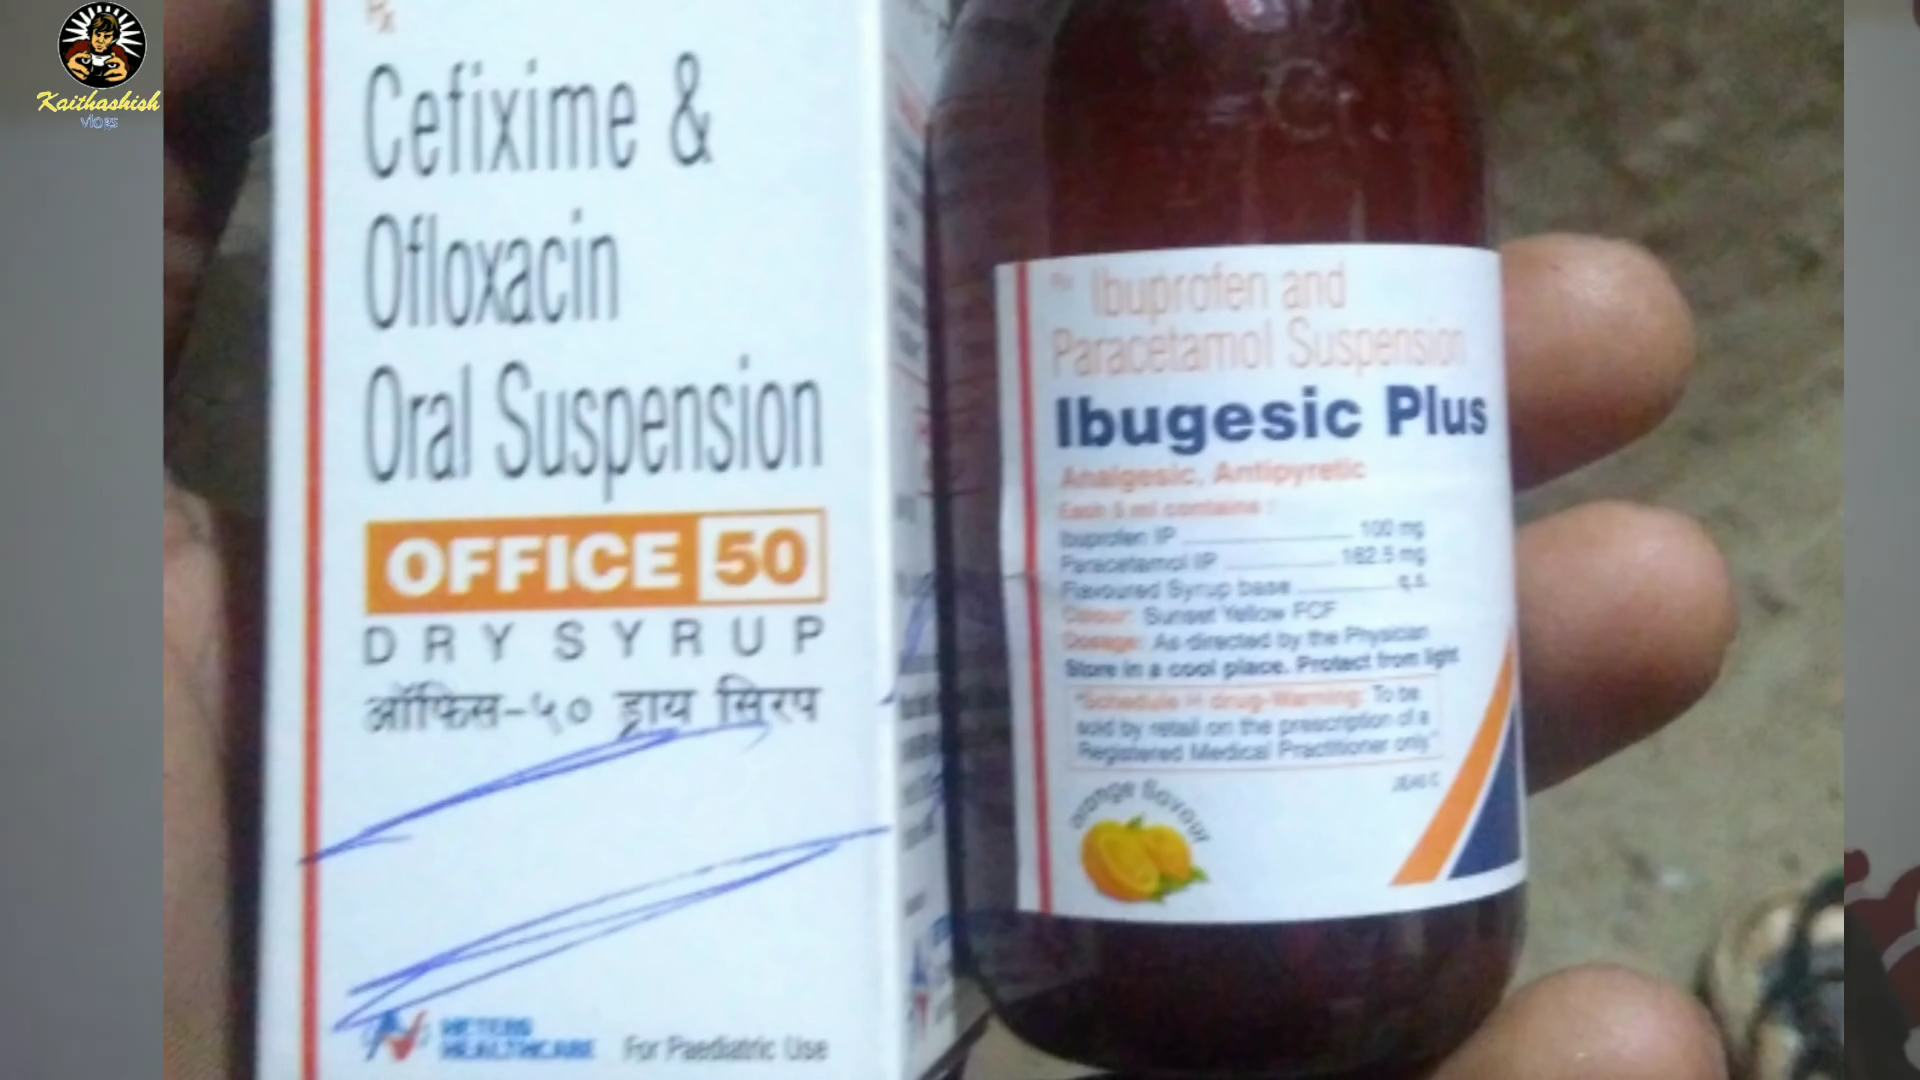 Kaithashish
vlogs
Rx
Cefixime &
Ofloxacin
Oral Suspension
OFFICE 50
DRY SYRUP
ऑफिस-५० ड्राय सिरप
HEALTHCARE
For Paediatric Use
Rx Ibuprofen and
Paracetamol Suspension
Ibugesic Plus
Analgesic, Antipyretic
Each 5 ml contains :
Ibuprofen IP 100 mg
Paracetamol IP 162.5 mg
Flavoured Syrup base q.s.
Colour: Sunset Yellow FCF
Dosage: As directed by the Physician
Store in a cool place. Protect from light
"Schedule H drug-Warning: To be
sold by retail on the prescription of a
Registered Medical Practitioner only"
orange flavour